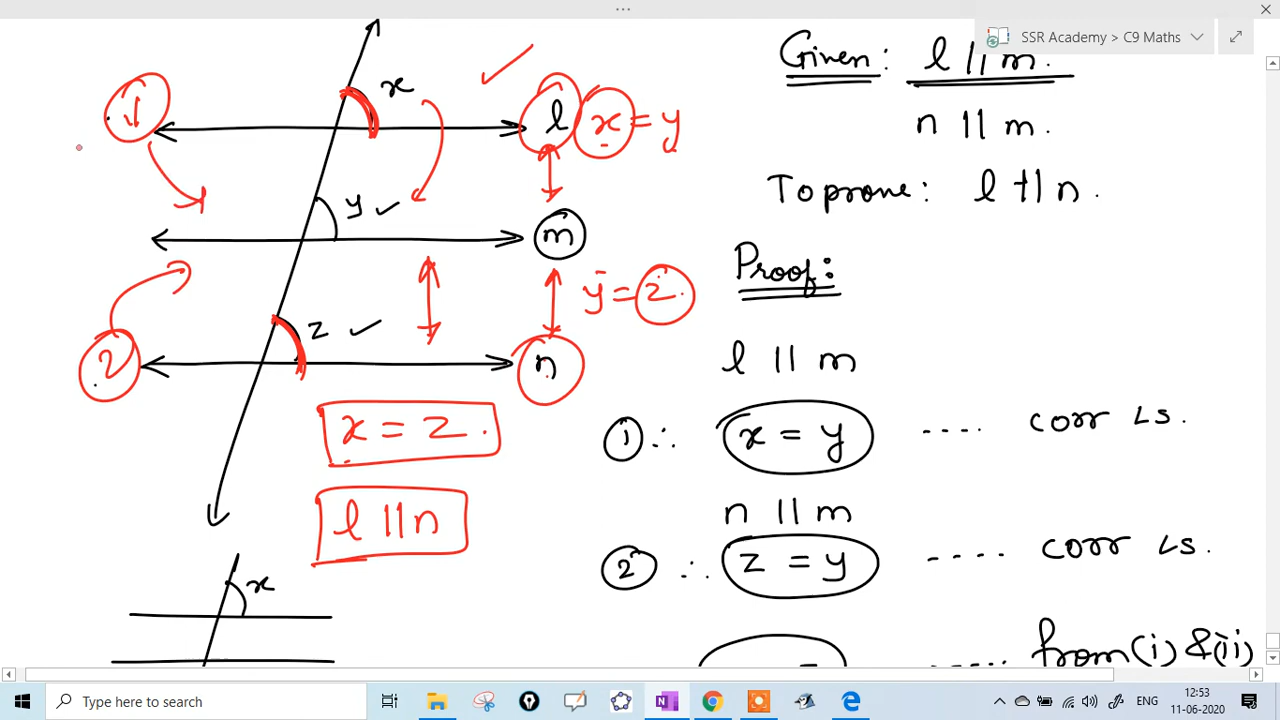 SSR Academy > C9 Maths
1
x
l
x = y
y
m
y = z
2
z
n
x = z.
l || n
x
Given: l || m.
n || m.
To prone: l || n.
Proof:
l || m
① ∴ x = y .... corr ∠s.
n || m
② ∴ z = y ..... corr ∠s.
..... from (i) & (ii)
Type here to search
ENG
12:53
11-06-2020